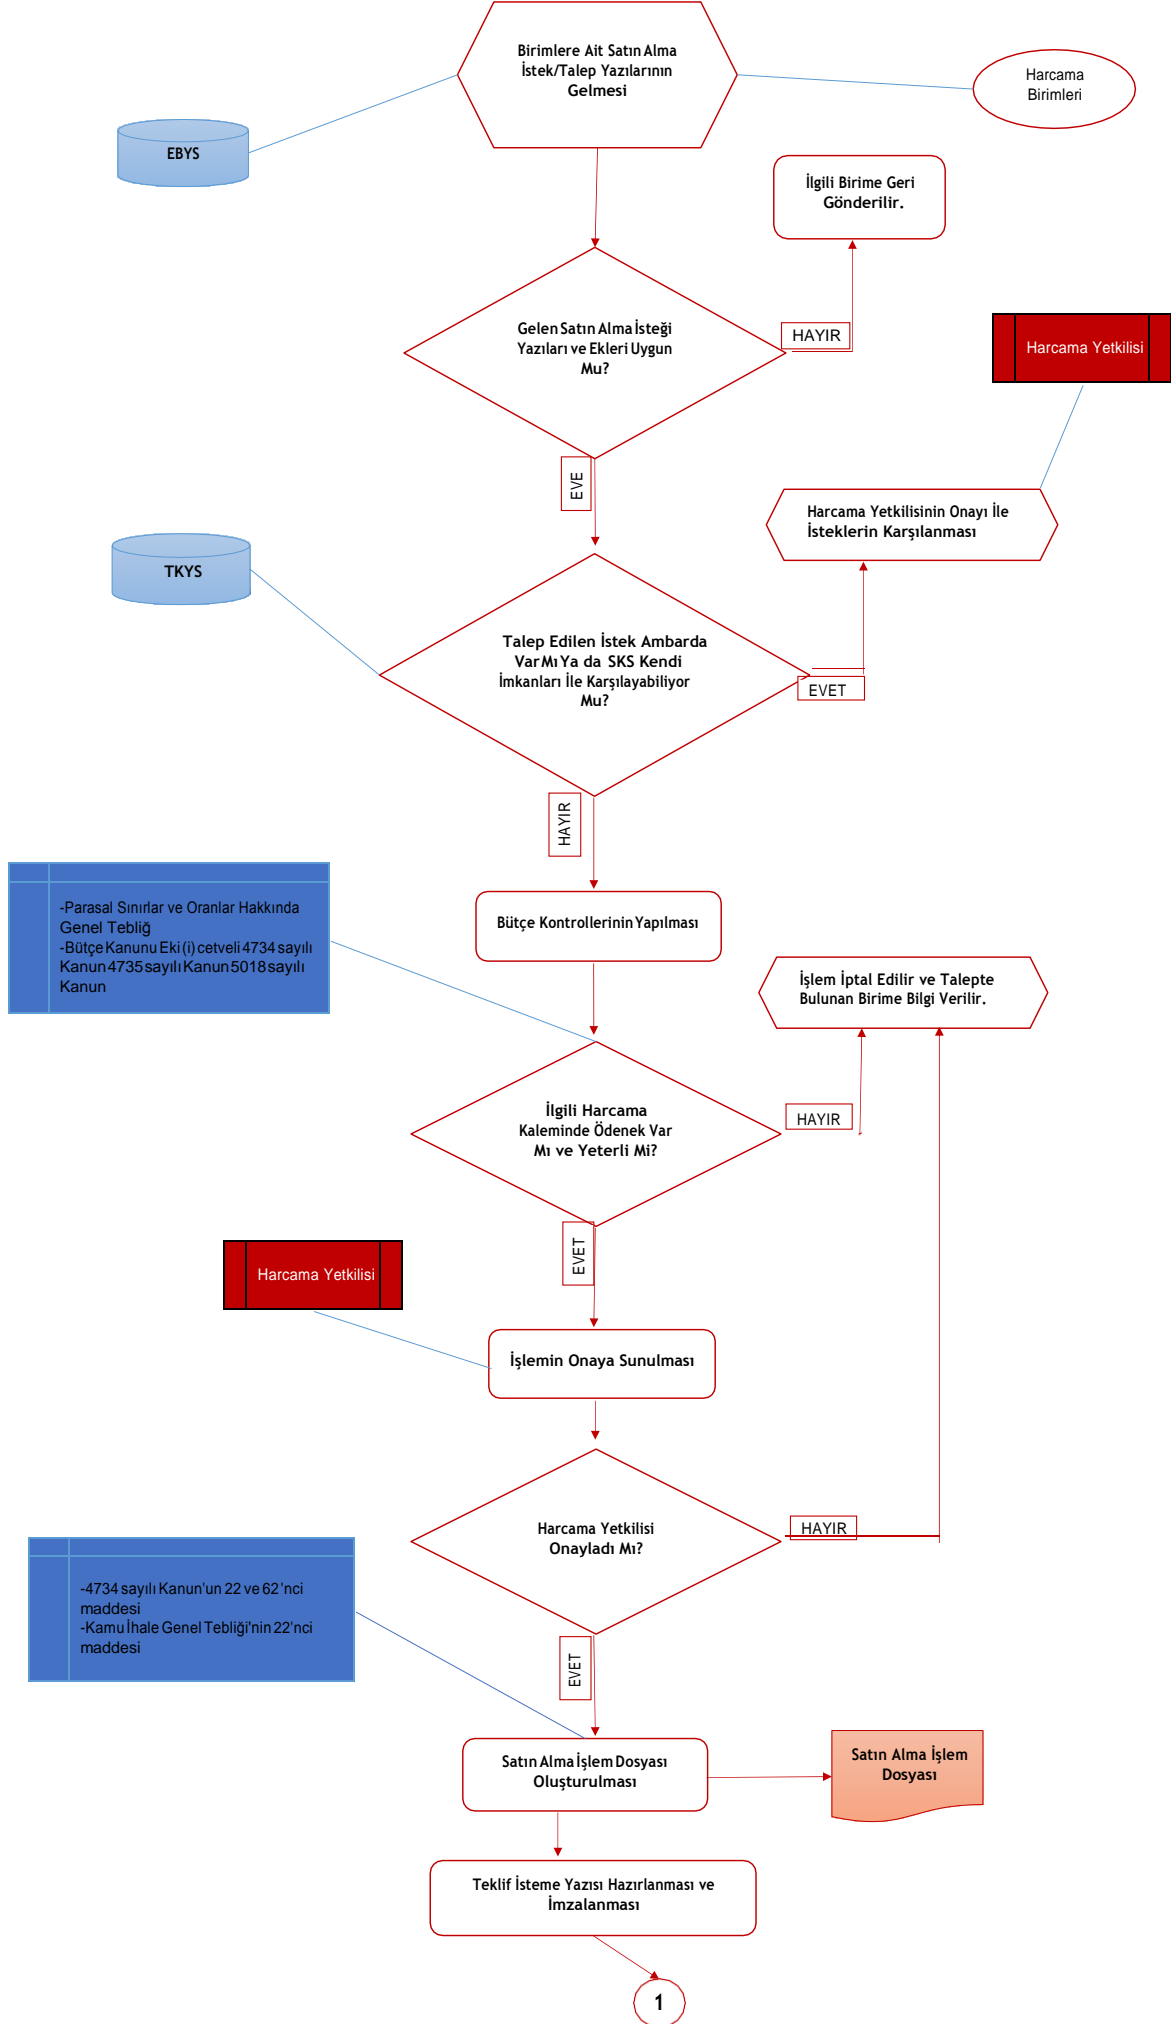 Birimlere Ait Satın Alma
İstek/Talep Yazılarının
Gelmesi
Harcama
Birimleri
EBYS
İlgili Birime Geri
Gönderilir.
Gelen Satın Alma İsteği
Yazıları ve Ekleri Uygun
Mu?
HAYIR
Harcama Yetkilisi
EVE
Harcama Yetkilisinin Onayı İle
İsteklerin Karşılanması
TKYS
Talep Edilen İstek Ambarda
Var Mı Ya da SKS Kendi
İmkanları İle Karşılayabiliyor
Mu?
EVET
HAYIR
-Parasal Sınırlar ve Oranlar Hakkında
Genel Tebliğ
-Bütçe Kanunu Eki (i) cetveli 4734 sayılı
Kanun 4735 sayılı Kanun 5018 sayılı
Kanun
Bütçe Kontrollerinin Yapılması
İşlem İptal Edilir ve Talepte
Bulunan Birime Bilgi Verilir.
İlgili Harcama
Kaleminde Ödenek Var
Mı ve Yeterli Mi?
HAYIR
EVET
Harcama Yetkilisi
İşlemin Onaya Sunulması
Harcama Yetkilisi
Onayladı Mı?
HAYIR
-4734 sayılı Kanun'un 22 ve 62'nci
maddesi
-Kamu İhale Genel Tebliği'nin 22'nci
maddesi
EVET
Satın Alma İşlem Dosyası
Oluşturulması
Satın Alma İşlem
Dosyası
Teklif İsteme Yazısı Hazırlanması ve
İmzalanması
1